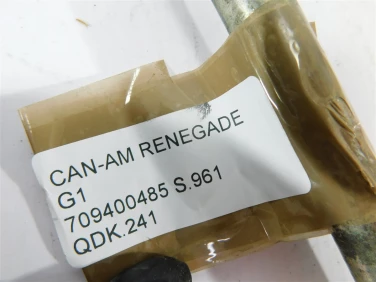 CAN-AM RENEGADE
G1
709400485 S.961
QDK.241